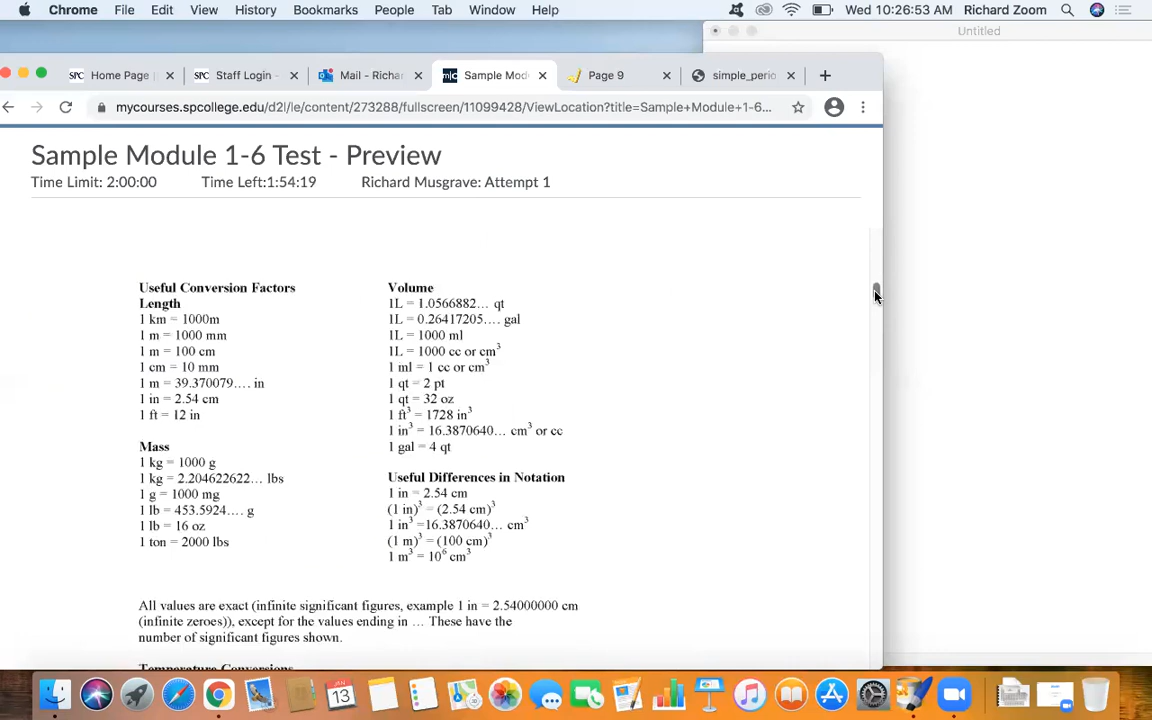 Chrome File Edit View History Bookmarks People Tab Window Help Wed 10:26:53 AM Richard Zoom
Untitled
SPC Home Page SPC Staff Login - Mail - Richa Sample Mod Page 9 simple_perio
mycourses.spcollege.edu/d2l/le/content/273288/fullscreen/11099428/ViewLocation?title=Sample+Module+1-6...
Sample Module 1-6 Test - Preview
Time Limit: 2:00:00 Time Left:1:54:19 Richard Musgrave: Attempt 1
Useful Conversion Factors
Length
1 km = 1000m
1 m = 1000 mm
1 m = 100 cm
1 cm = 10 mm
1 m = 39.370079.... in
1 in = 2.54 cm
1 ft = 12 in
Mass
1 kg = 1000 g
1 kg = 2.204622622... lbs
1 g = 1000 mg
1 lb = 453.5924.... g
1 lb = 16 oz
1 ton = 2000 lbs
Volume
1L = 1.0566882... qt
1L = 0.26417205.... gal
1L = 1000 ml
1L = 1000 cc or cm³
1 ml = 1 cc or cm³
1 qt = 2 pt
1 qt = 32 oz
1 ft³ = 1728 in³
1 in³ = 16.3870640... cm³ or cc
1 gal = 4 qt
Useful Differences in Notation
1 in = 2.54 cm
(1 in)³ = (2.54 cm)³
1 in³ =16.3870640... cm³
(1 m)³ = (100 cm)³
1 m³ = 10⁶ cm³
All values are exact (infinite significant figures, example 1 in = 2.54000000 cm
(infinite zeroes)), except for the values ending in ... These have the
number of significant figures shown.
Temperature Conversions
JAN
13